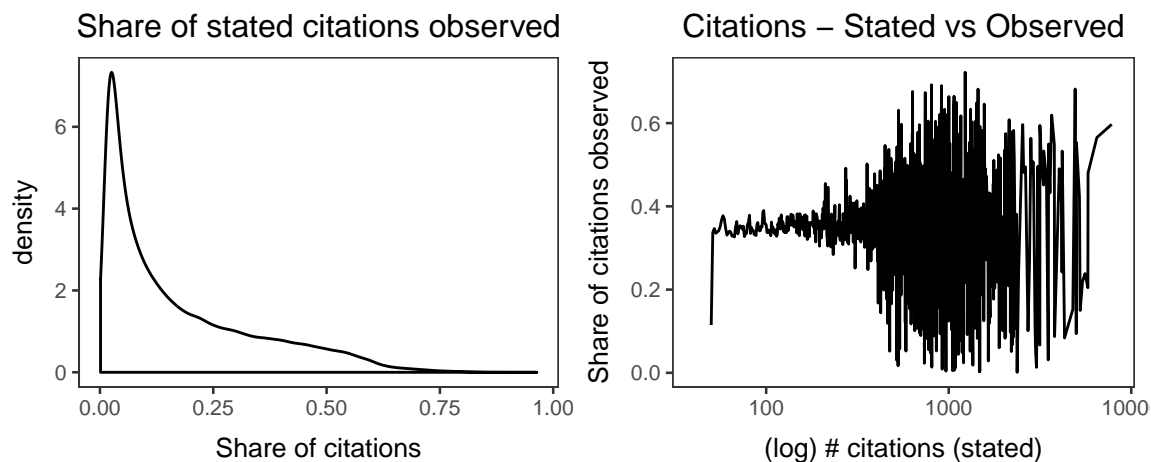 Share of stated citations observed
density
6
4
2
0
0.00 0.25 0.50 0.75 1.00
Share of citations
Citations – Stated vs Observed
Share of citations observed
0.6
0.4
0.2
0.0
100 1000 1000
(log) # citations (stated)